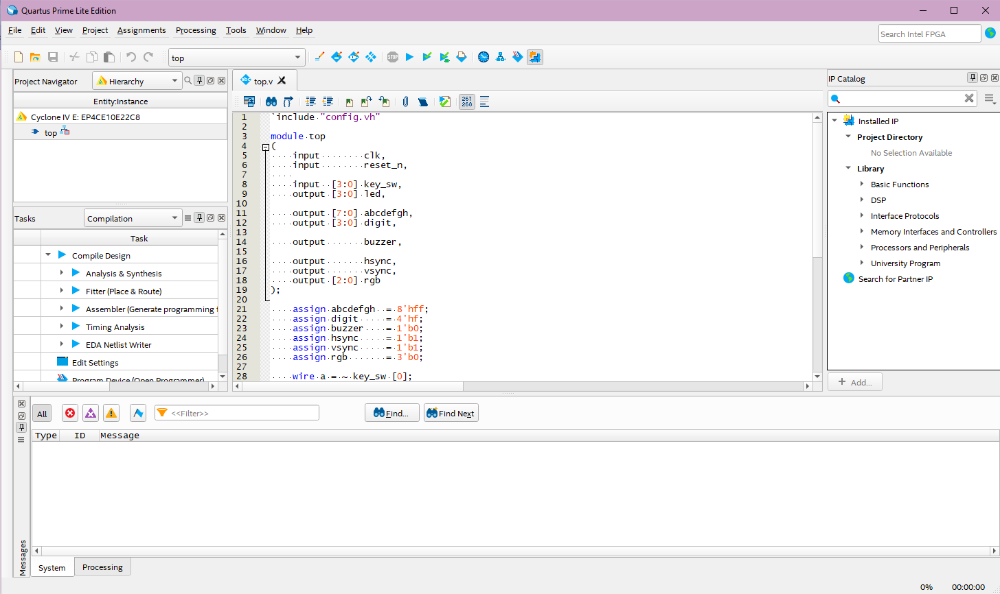 Quartus Prime Lite Edition
File Edit View Project Assignments Processing Tools Window Help
Search Intel FPGA
top
STOP
Project Navigator
Hierarchy
Entity:Instance
Cyclone IV E: EP4CE10E22C8
top
Tasks
Compilation
Task
Compile Design
Analysis & Synthesis
Fitter (Place & Route)
Assembler (Generate programming f
Timing Analysis
EDA Netlist Writer
Edit Settings
Program Device (Open Programmer)
abc
top.v
267
268
1 `include "config.vh"
2
3 module top
4 (
5 input clk,
6 input reset_n,
7
8 input [3:0] key_sw,
9 output [3:0] led,
10
11 output [7:0] abcdefgh,
12 output [3:0] digit,
13
14 output buzzer,
15
16 output hsync,
17 output vsync,
18 output [2:0] rgb
19 );
20
21 assign abcdefgh = 8'hff;
22 assign digit = 4'hf;
23 assign buzzer = 1'b0;
24 assign hsync = 1'b1;
25 assign vsync = 1'b1;
26 assign rgb = 3'b0;
27
28 wire a = ~ key_sw [0];
IP Catalog
Installed IP
Project Directory
No Selection Available
Library
Basic Functions
DSP
Interface Protocols
Memory Interfaces and Controllers
Processors and Peripherals
University Program
Search for Partner IP
+ Add...
All
<<Filter>>
Find...
Find Next
Type ID Message
Messages
System Processing
0% 00:00:00